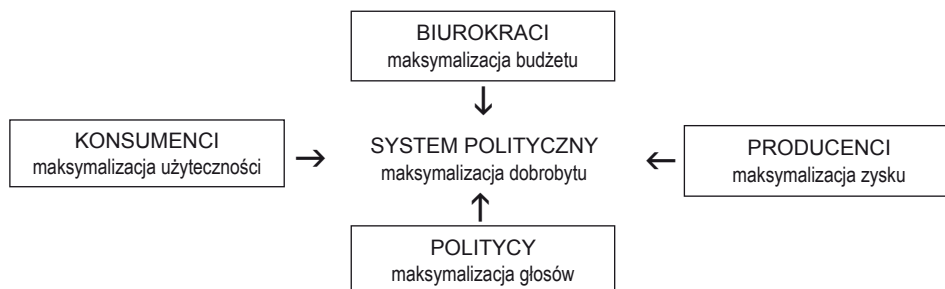 BIUROKRACI
maksymalizacja budżetu
KONSUMENCI
maksymalizacja użyteczności
SYSTEM POLITYCZNY
maksymalizacja dobrobytu
PRODUCENCI
maksymalizacja zysku
POLITYCY
maksymalizacja głosów